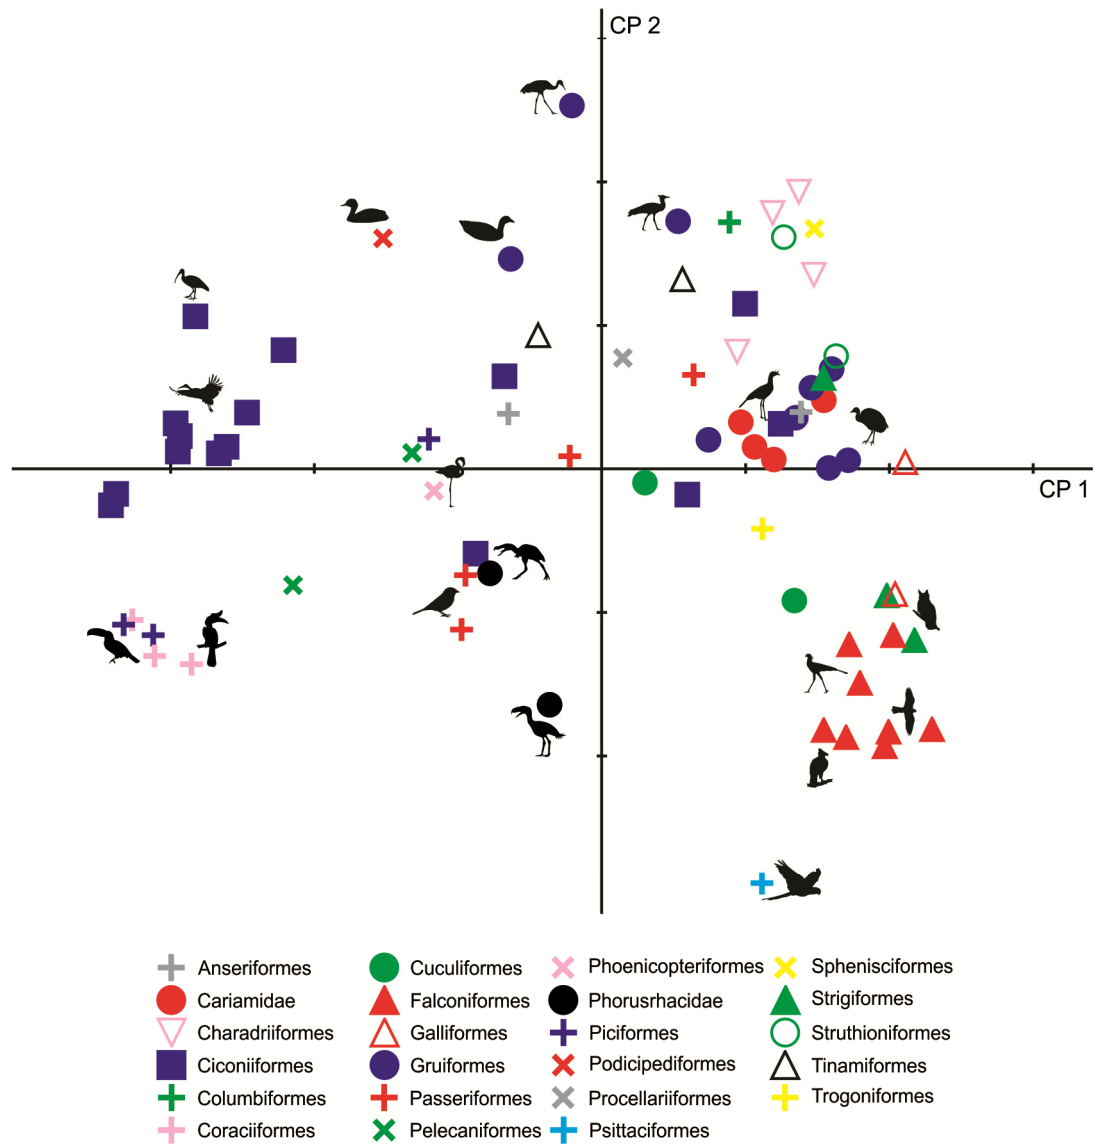 CP 2
CP 1
Anseriformes
Cariamidae
Charadriiformes
Ciconiiformes
Columbiformes
Coraciiformes
Cuculiformes
Falconiformes
Galliformes
Gruiformes
Passeriformes
Pelecaniformes
Phoenicopteriformes
Phorusrhacidae
Piciformes
Podicipediformes
Procellariiformes
Psittaciformes
Sphenisciformes
Strigiformes
Struthioniformes
Tinamiformes
Trogoniformes